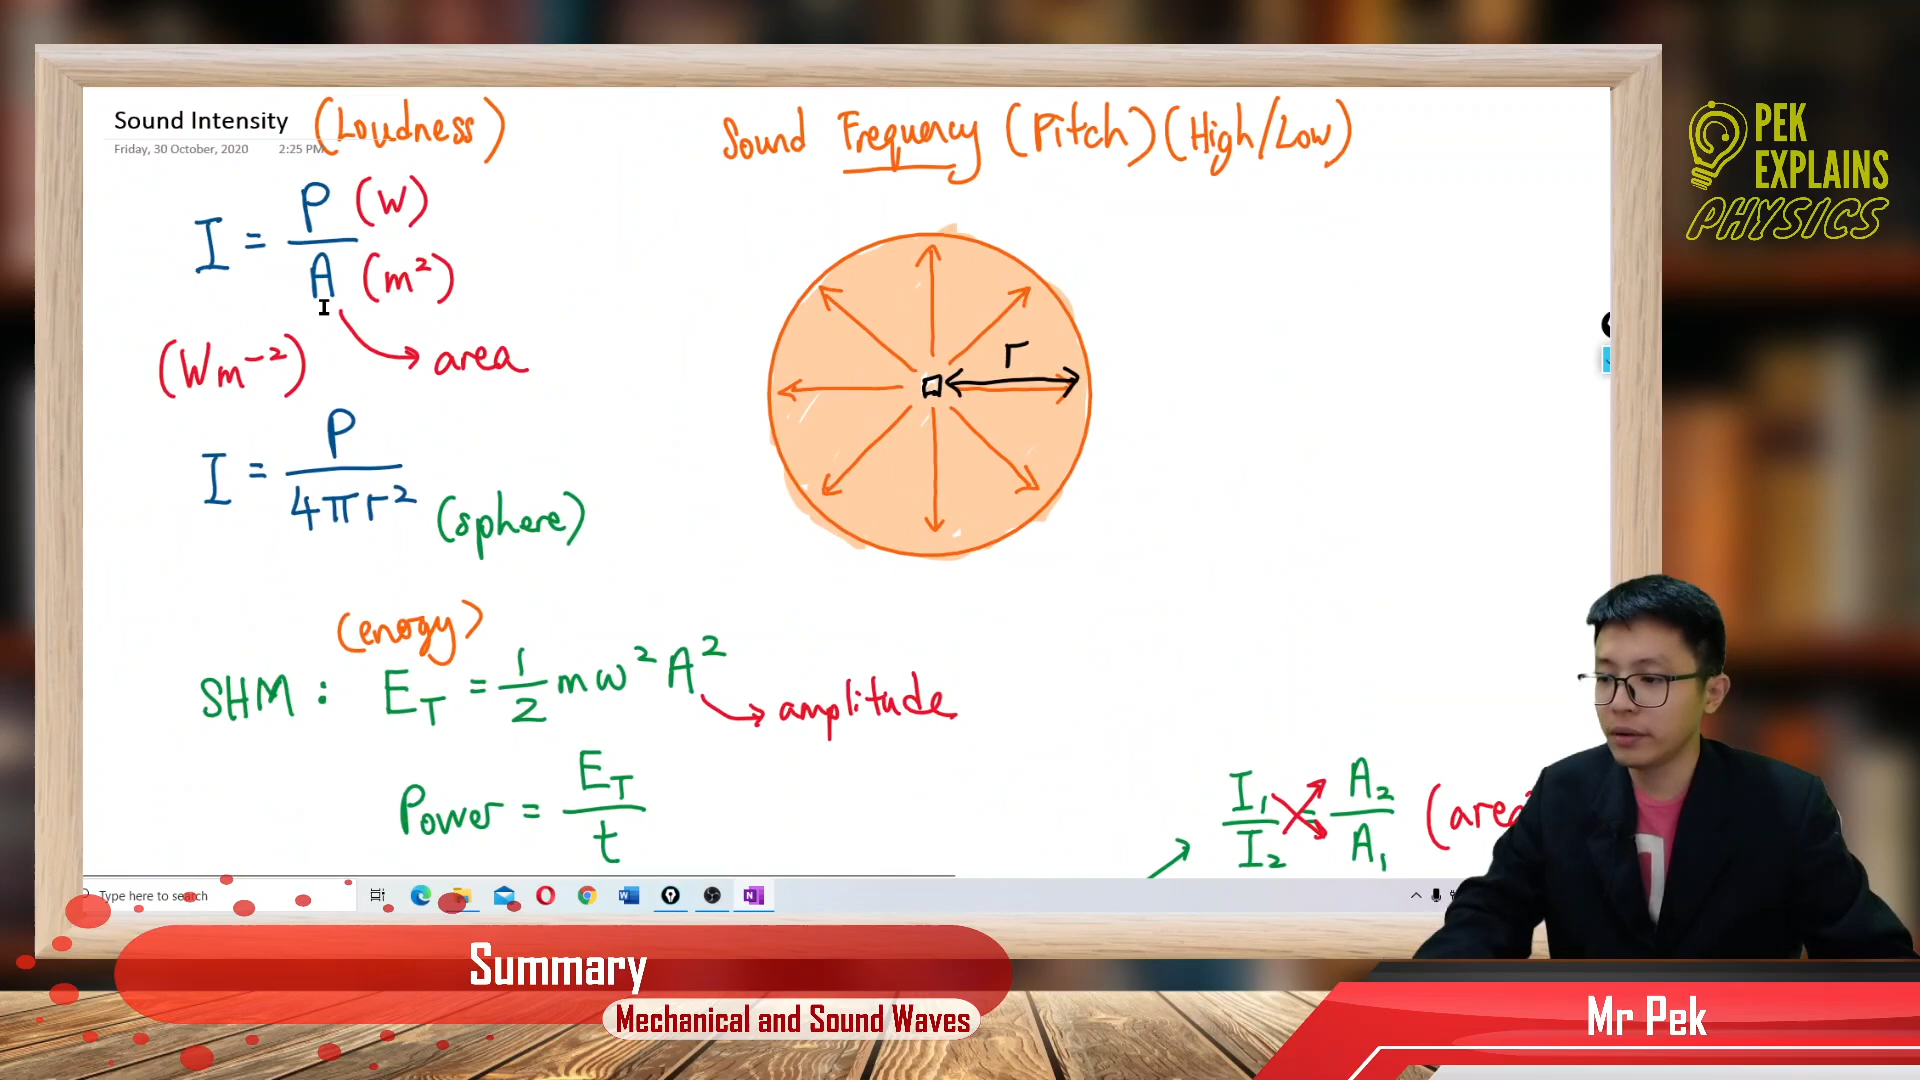 Sound Intensity (Loudness)
Friday, 30 October, 2020 2:25 PM
Sound Frequency (Pitch) (High/Low)
PEK
EXPLAINS
PHYSICS
I = P/A (W) (m²)
area
(Wm⁻²)
r
I = P/4πr² (sphere)
(energy)
SHM : E_T = 1/2 mω²A²
amplitude
Power = E_T/t
I₁/I₂ = A₂/A₁ (area
Type here to search
Summary
Mechanical and Sound Waves
Mr Pek